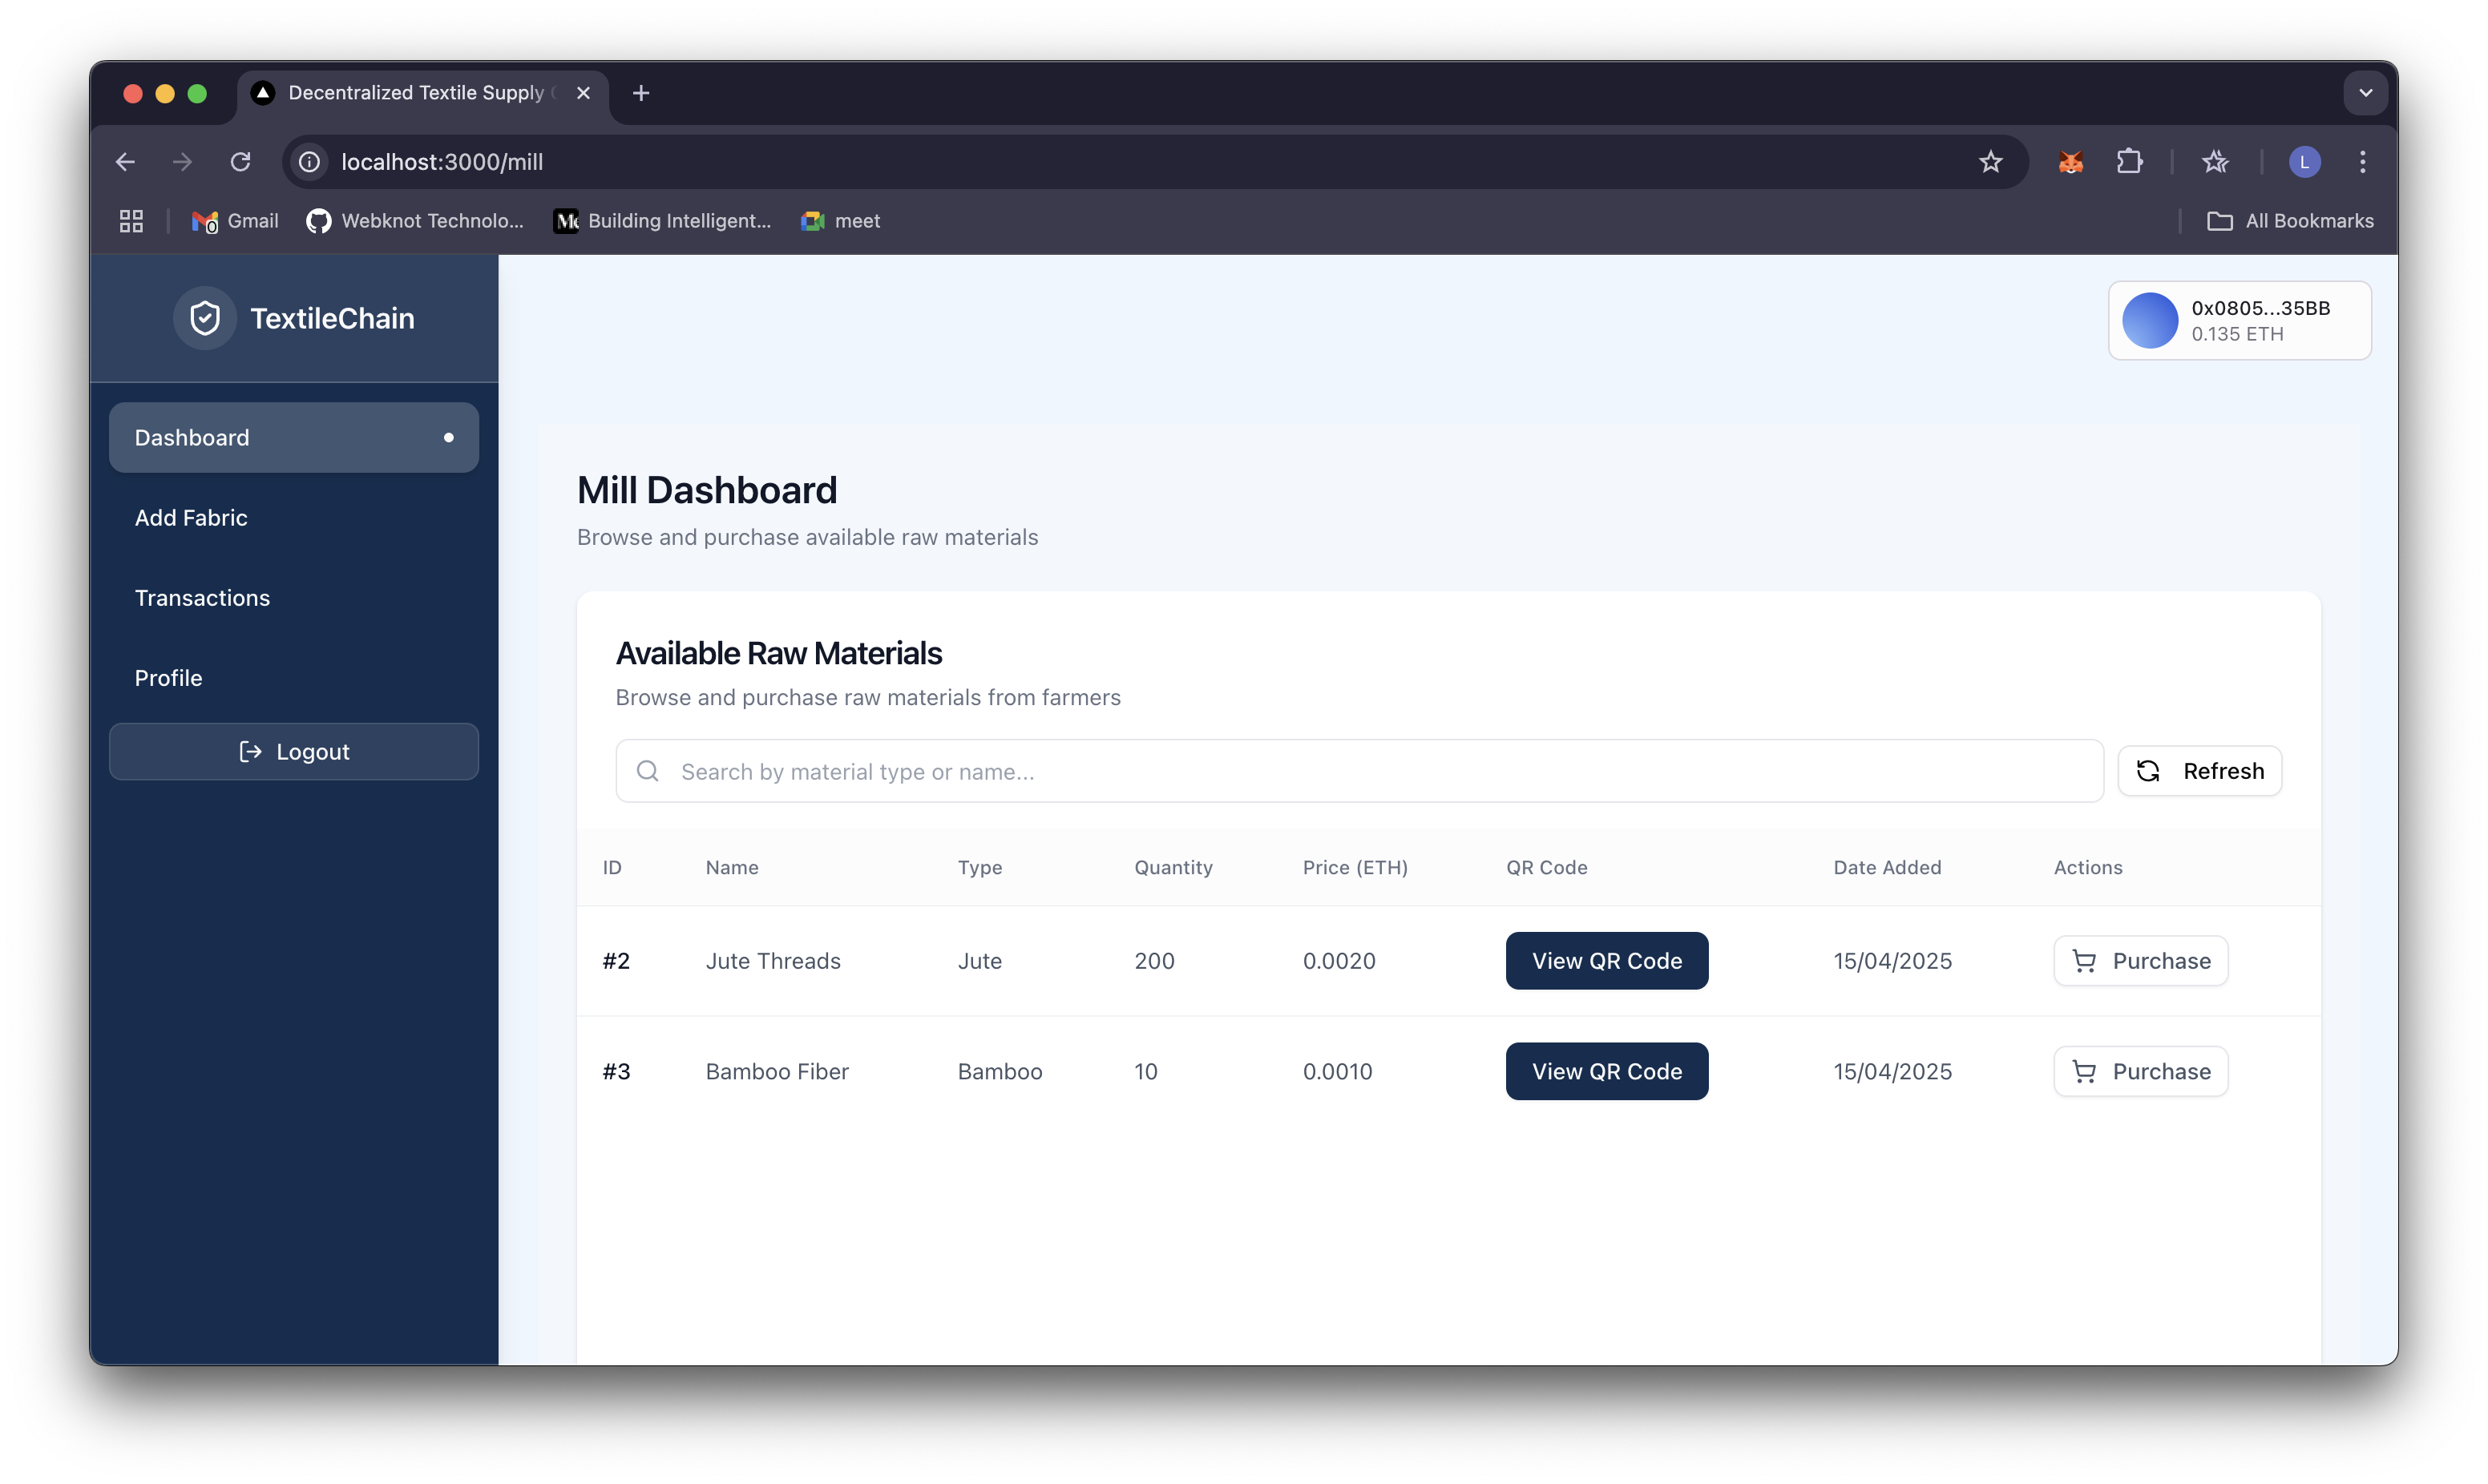 Decentralized Textile Supply
localhost:3000/mill
L
Gmail
Webknot Technolo...
Building Intelligent...
meet
All Bookmarks
TextileChain
0x0805...35BB
0.135 ETH
Dashboard
Add Fabric
Transactions
Profile
Logout
Mill Dashboard
Browse and purchase available raw materials
Available Raw Materials
Browse and purchase raw materials from farmers
Search by material type or name...
Refresh
ID Name Type Quantity Price (ETH) QR Code Date Added Actions
#2 Jute Threads Jute 200 0.0020 View QR Code 15/04/2025 Purchase
#3 Bamboo Fiber Bamboo 10 0.0010 View QR Code 15/04/2025 Purchase